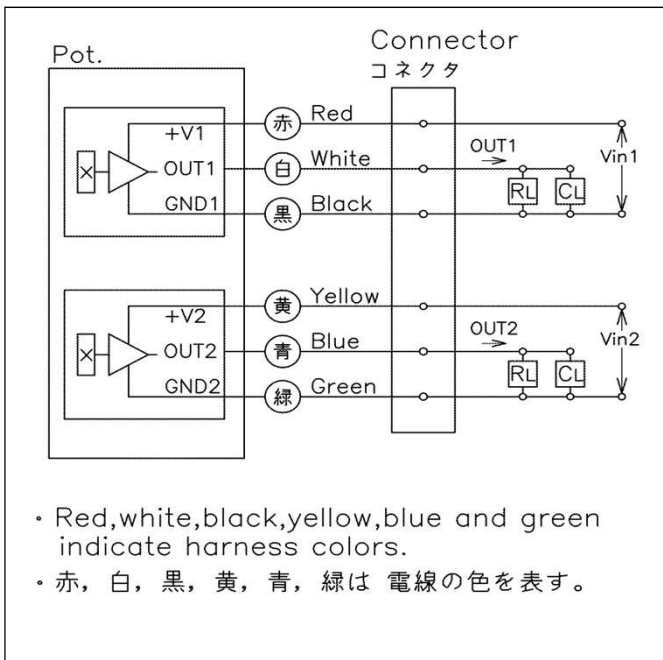 Pot.
Connector
コネクタ
+V1
赤 Red
OUT1
白 White
OUT1
Vin1
GND1
黒 Black
RL
CL
+V2
黄 Yellow
OUT2
青 Blue
OUT2
Vin2
GND2
緑 Green
RL
CL
・Red,white,black,yellow,blue and green
indicate harness colors.
・赤，白，黒，黄，青，緑は 電線の色を表す。